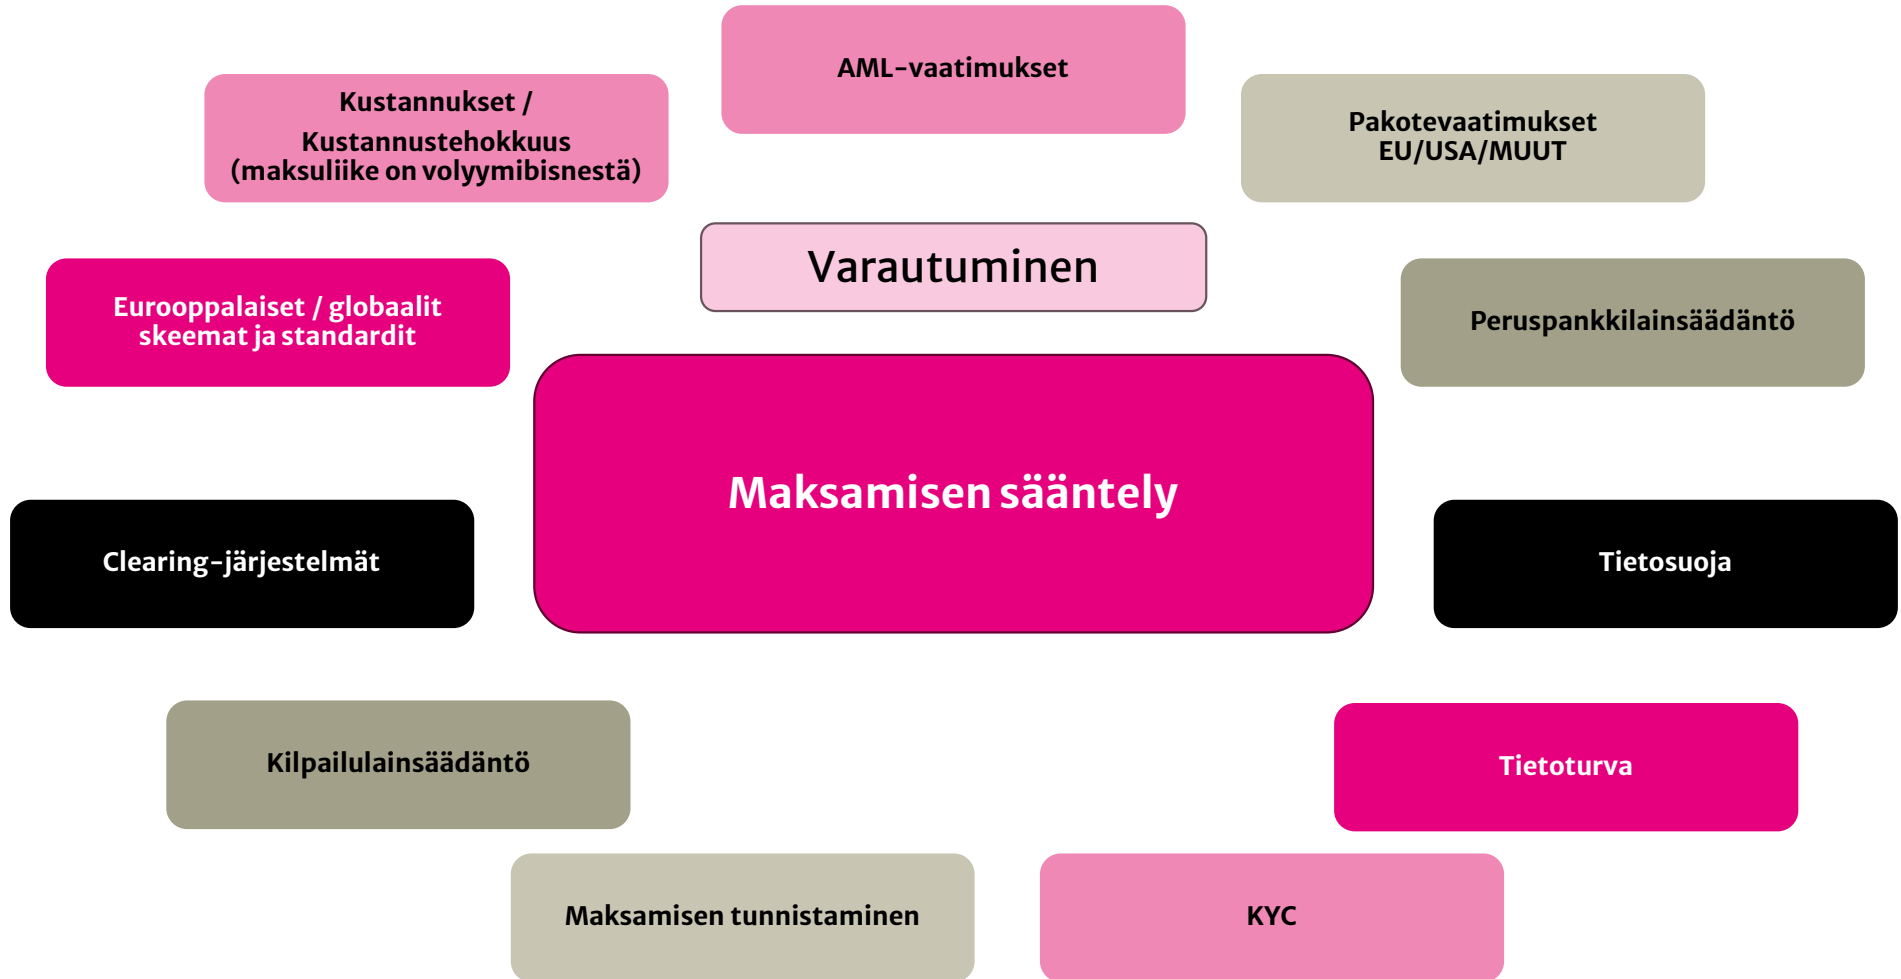 AML-vaatimukset
Kustannukset /
Kustannustehokkuus
(maksuliike on volyymibisnestä)
Pakotevaatimukset
EU/USA/MUUT
Varautuminen
Eurooppalaiset / globaalit
skeemat ja standardit
Peruspankkilainsäädäntö
Maksamisen sääntely
Clearing-järjestelmät
Tietosuoja
Kilpailulainsäädäntö
Tietoturva
Maksamisen tunnistaminen
KYC